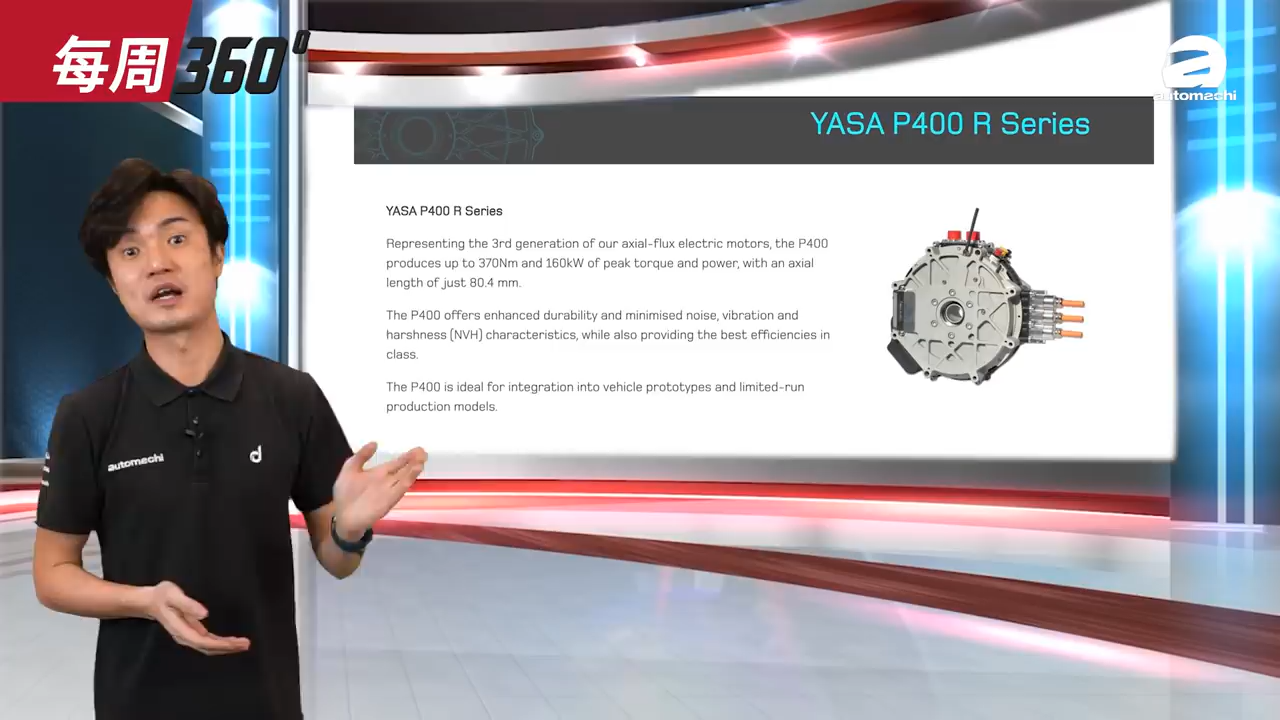 每周360°
automachi
YASA P400 R Series
YASA P400 R Series
Representing the 3rd generation of our axial-flux electric motors, the P400
produces up to 370Nm and 160kW of peak torque and power, with an axial
length of just 80.4 mm.
The P400 offers enhanced durability and minimised noise, vibration and
harshness (NVH) characteristics, while also providing the best efficiencies in
class.
The P400 is ideal for integration into vehicle prototypes and limited-run
production models.
automachi
d